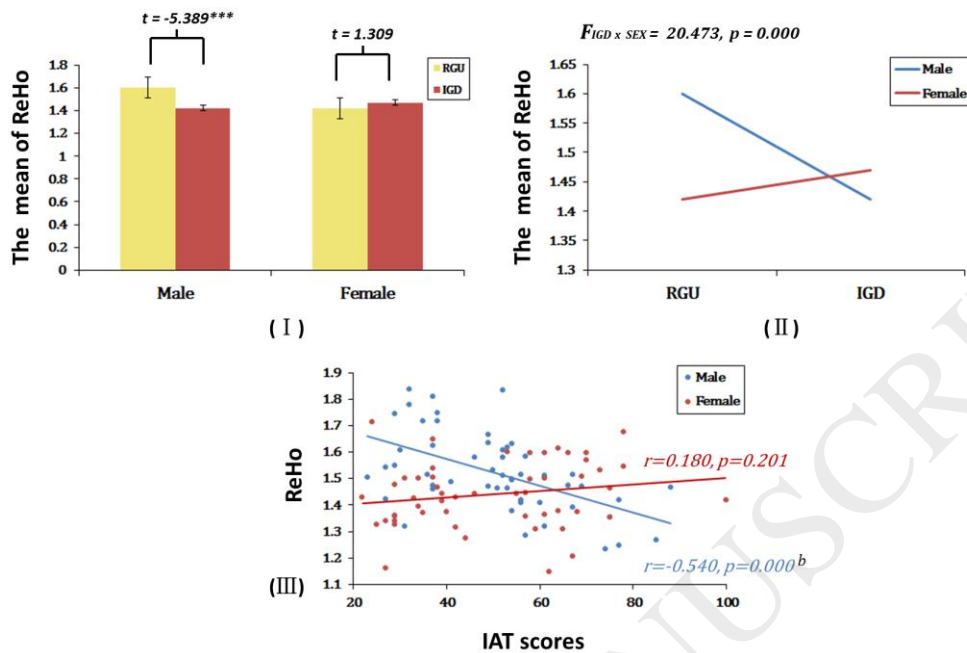 t = -5.389***
t = 1.309
RGU
IGD
The mean of ReHo
1.8
1.6
1.4
1.2
1
0.8
0.6
0.4
0.2
0
Male
Female
( Ⅰ )
FIGD x SEX = 20.473, p = 0.000
Male
Female
The mean of ReHo
1.65
1.6
1.55
1.5
1.45
1.4
1.35
1.3
RGU
IGD
( Ⅱ )
Male
Female
ReHo
1.9
1.8
1.7
1.6
1.5
1.4
1.3
1.2
1.1
r=0.180, p=0.201
r=-0.540, p=0.000b
(Ⅲ)
20
40
60
80
100
IAT scores
NUSCR